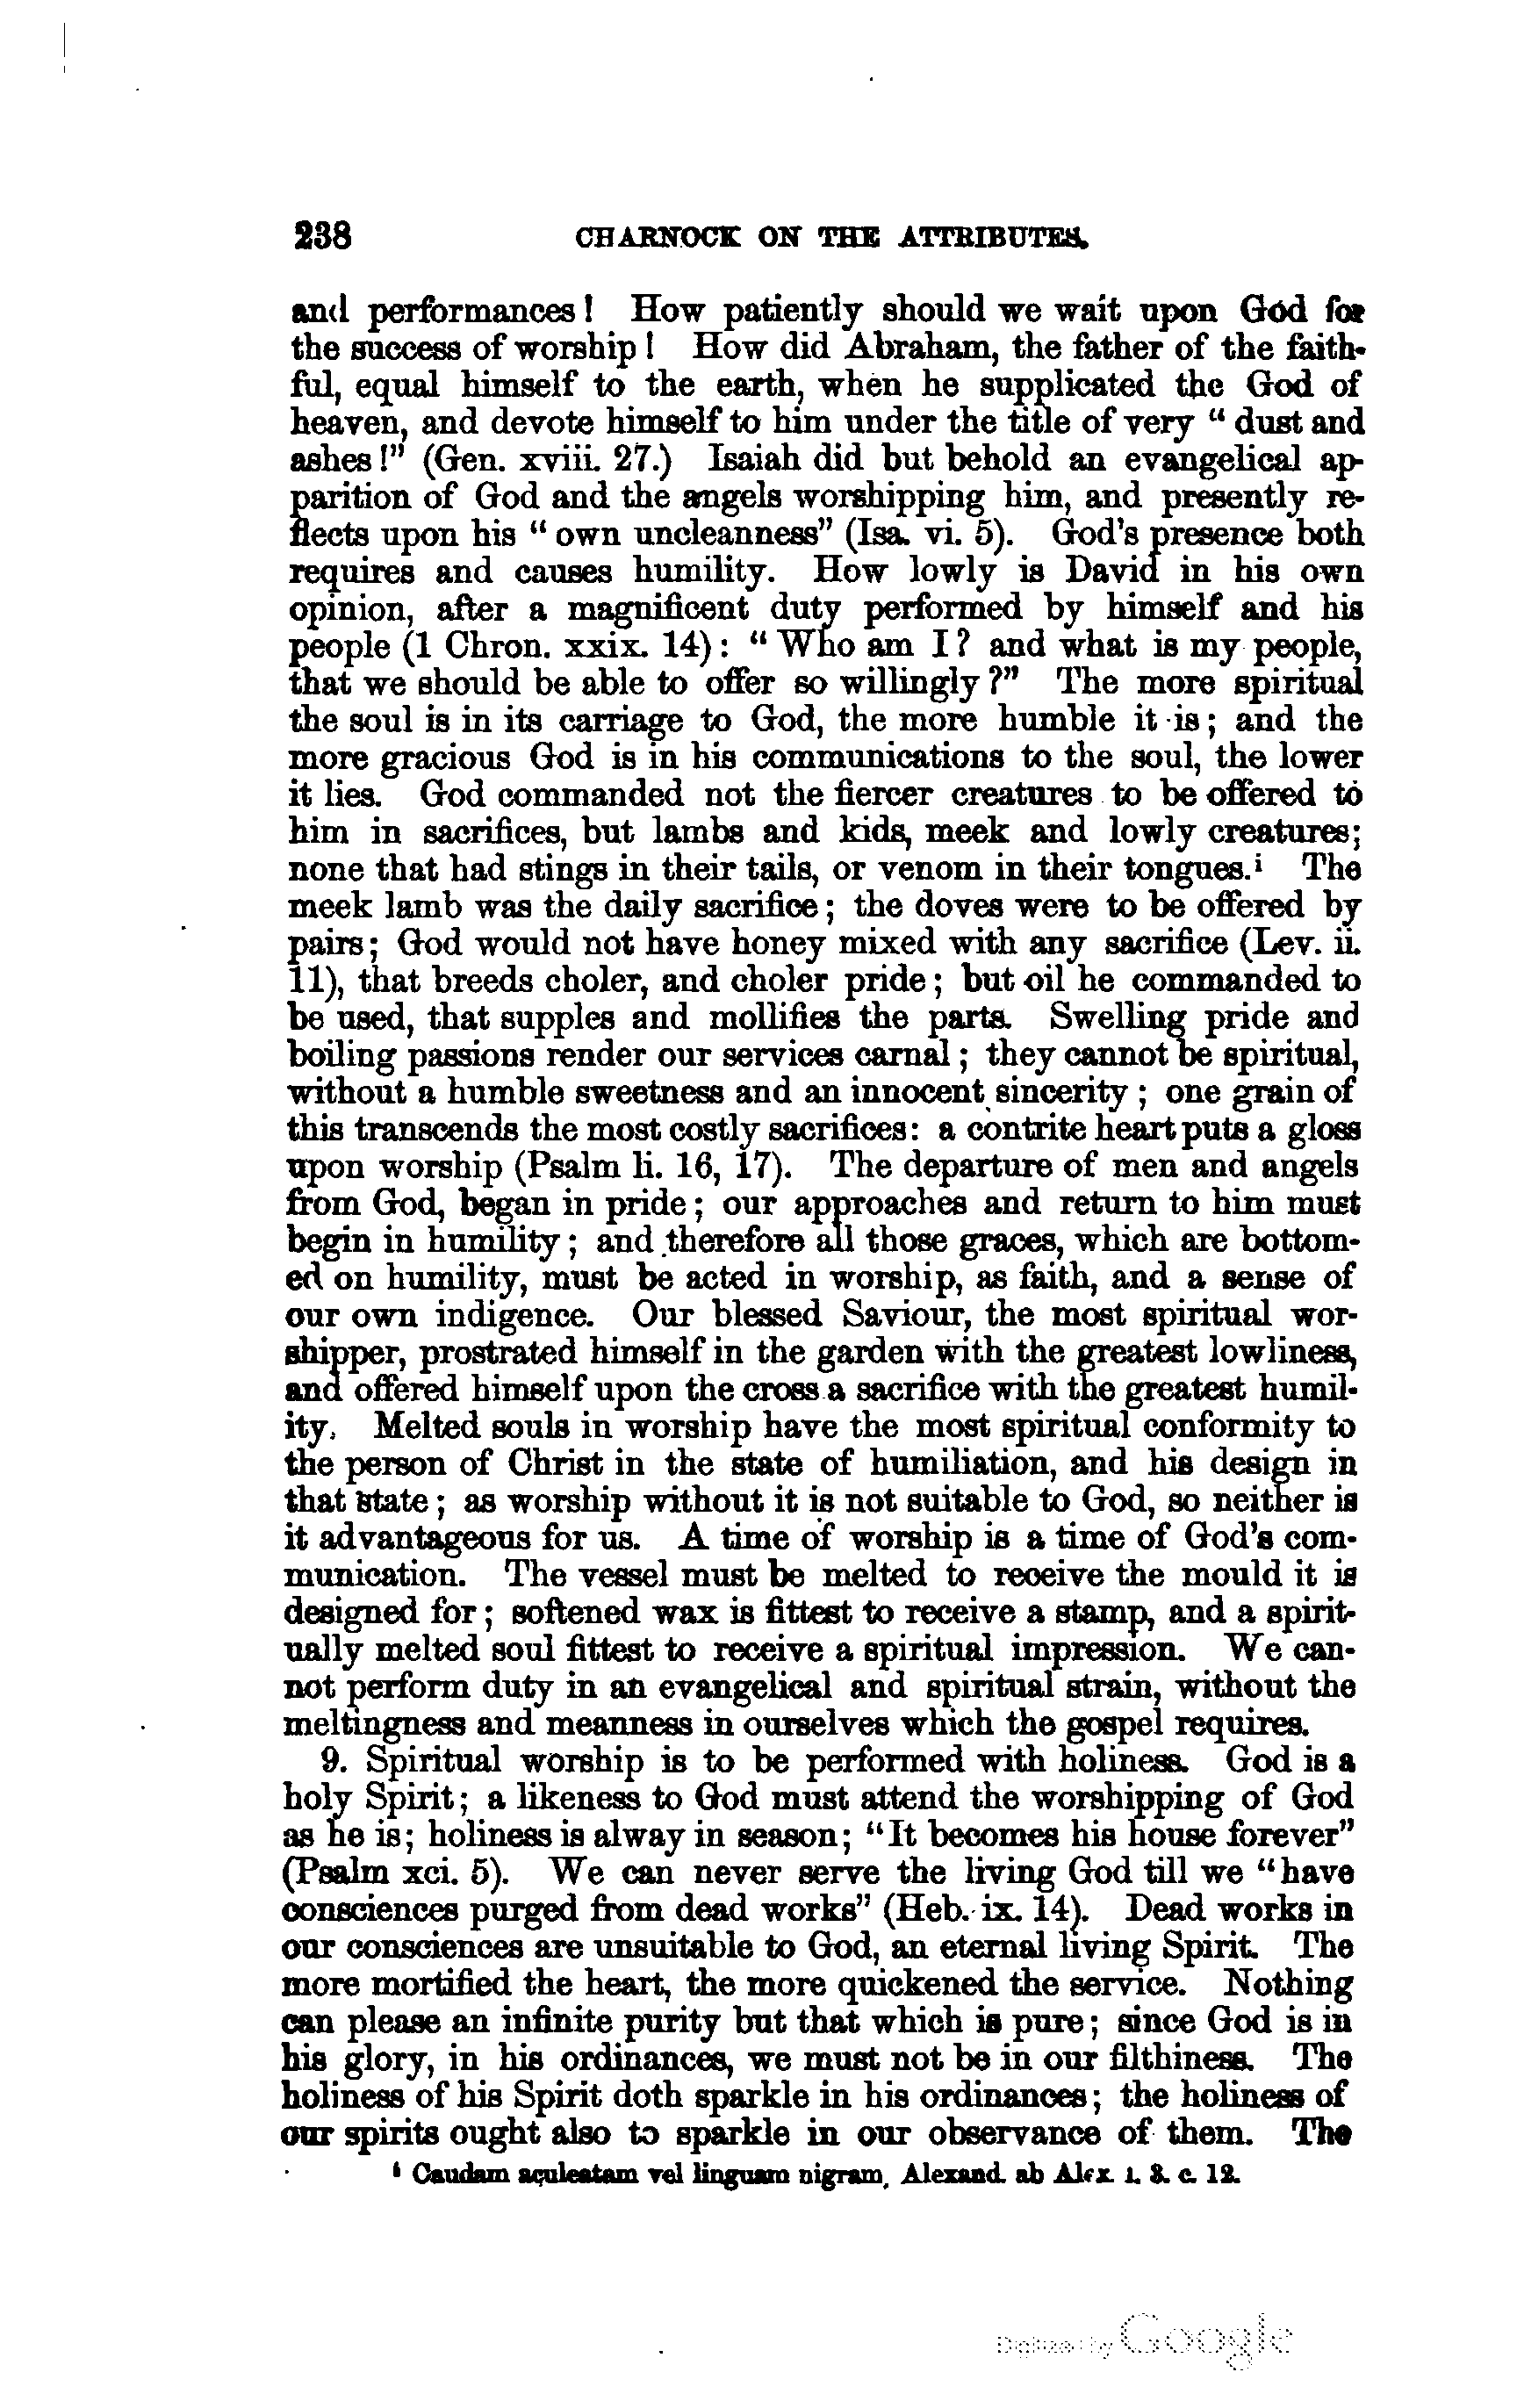 238 CHARNOCK ON THE ATTRIBUTES.
and performances! How patiently should we wait upon God for
the success of worship! How did Abraham, the father of the faith-
ful, equal himself to the earth, when he supplicated the God of
heaven, and devote himself to him under the title of very "dust and
ashes!" (Gen. xviii. 27.) Isaiah did but behold an evangelical ap-
parition of God and the angels worshipping him, and presently re-
flects upon his "own uncleanness" (Isa. vi. 5). God's presence both
requires and causes humility. How lowly is David in his own
opinion, after a magnificent duty performed by himself and his
people (1 Chron. xxix. 14): "Who am I? and what is my people,
that we should be able to offer so willingly?" The more spiritual
the soul is in its carriage to God, the more humble it is; and the
more gracious God is in his communications to the soul, the lower
it lies. God commanded not the fiercer creatures to be offered to
him in sacrifices, but lambs and kids, meek and lowly creatures;
none that had stings in their tails, or venom in their tongues.i The
meek lamb was the daily sacrifice; the doves were to be offered by
pairs; God would not have honey mixed with any sacrifice (Lev. ii.
11), that breeds choler, and choler pride; but oil he commanded to
be used, that supples and mollifies the parts. Swelling pride and
boiling passions render our services carnal; they cannot be spiritual,
without a humble sweetness and an innocent sincerity; one grain of
this transcends the most costly sacrifices: a contrite heart puts a gloss
upon worship (Psalm li. 16, 17). The departure of men and angels
from God, began in pride; our approaches and return to him must
begin in humility; and therefore all those graces, which are bottom-
ed on humility, must be acted in worship, as faith, and a sense of
our own indigence. Our blessed Saviour, the most spiritual wor-
shipper, prostrated himself in the garden with the greatest lowliness,
and offered himself upon the cross a sacrifice with the greatest humil-
ity. Melted souls in worship have the most spiritual conformity to
the person of Christ in the state of humiliation, and his design in
that state; as worship without it is not suitable to God, so neither is
it advantageous for us. A time of worship is a time of God's com-
munication. The vessel must be melted to receive the mould it is
designed for; softened wax is fittest to receive a stamp, and a spirit-
ually melted soul fittest to receive a spiritual impression. We can-
not perform duty in an evangelical and spiritual strain, without the
meltingness and meanness in ourselves which the gospel requires.
9. Spiritual worship is to be performed with holiness. God is a
holy Spirit; a likeness to God must attend the worshipping of God
as he is; holiness is alway in season; "It becomes his house forever"
(Psalm xci. 5). We can never serve the living God till we "have
consciences purged from dead works" (Heb. ix. 14). Dead works in
our consciences are unsuitable to God, an eternal living Spirit. The
more mortified the heart, the more quickened the service. Nothing
can please an infinite purity but that which is pure; since God is in
his glory, in his ordinances, we must not be in our filthiness. The
holiness of his Spirit doth sparkle in his ordinances; the holiness of
our spirits ought also to sparkle in our observance of them. The
i Caudam aculeatam vel linguam nigram, Alexand. ab Alex. l. 3. c. 12.
Digitized by Google